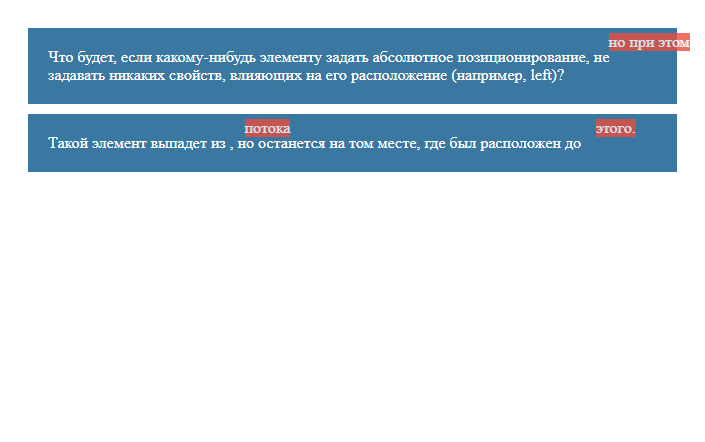 но при этом
Что будет, если какому-нибудь элементу задать абсолютное позиционирование, не
задавать никаких свойств, влияющих на его расположение (например, left)?
потока этого.
Такой элемент выпадет из , но останется на том месте, где был расположен до